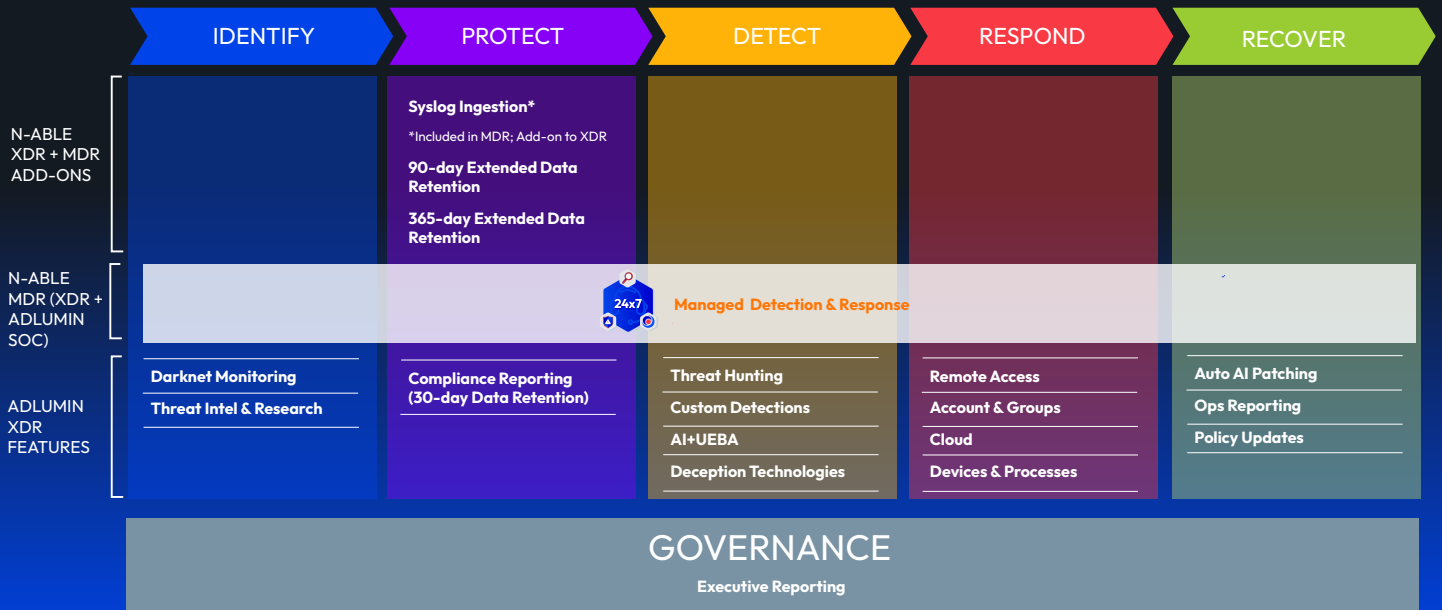 IDENTIFY
PROTECT
DETECT
RESPOND
RECOVER
N-ABLE
XDR + MDR
ADD-ONS
Syslog Ingestion*
*Included in MDR; Add-on to XDR
90-day Extended Data
Retention
365-day Extended Data
Retention
N-ABLE
MDR (XDR +
ADLUMIN
SOC)
24x7
Managed Detection & Response
ADLUMIN
XDR
FEATURES
Darknet Monitoring
Threat Intel & Research
Compliance Reporting
(30-day Data Retention)
Threat Hunting
Custom Detections
AI+UEBA
Deception Technologies
Remote Access
Account & Groups
Cloud
Devices & Processes
Auto AI Patching
Ops Reporting
Policy Updates
GOVERNANCE
Executive Reporting